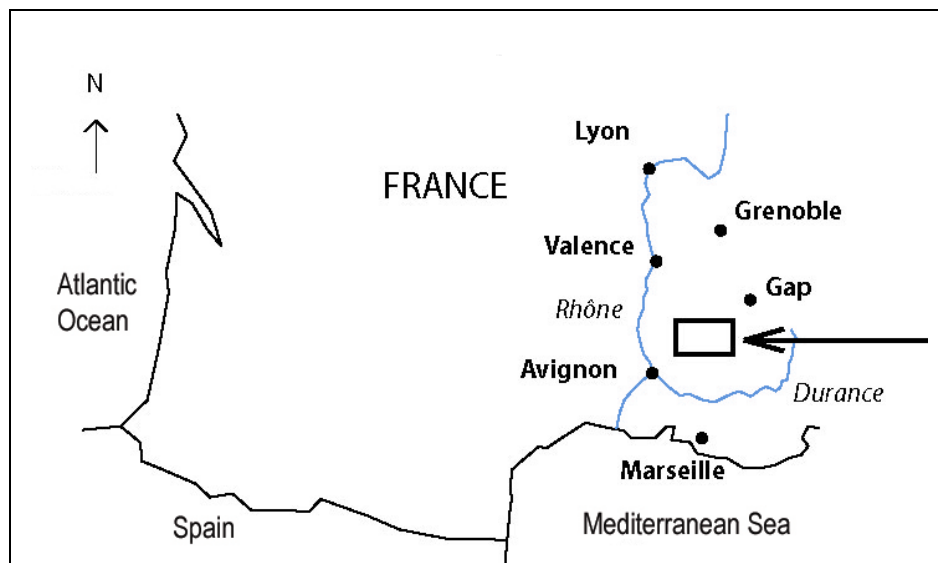 N
Lyon
FRANCE
Grenoble
Valence
Atlantic
Ocean
Gap
Rhône
Avignon
Durance
Marseille
Spain
Mediterranean Sea